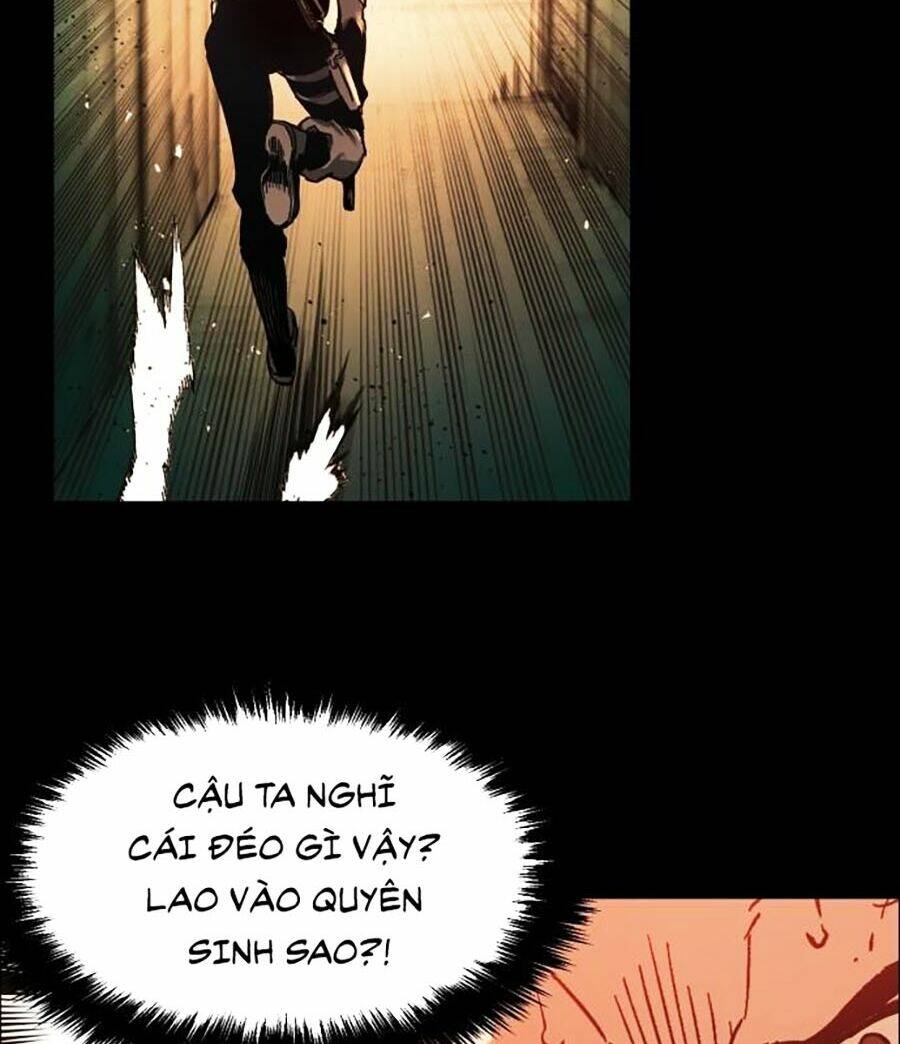 CẬU TA NGHĨ
CÁI ĐÉO GÌ VẬY?
LAO VÀO QUYÊN
SINH SAO?!